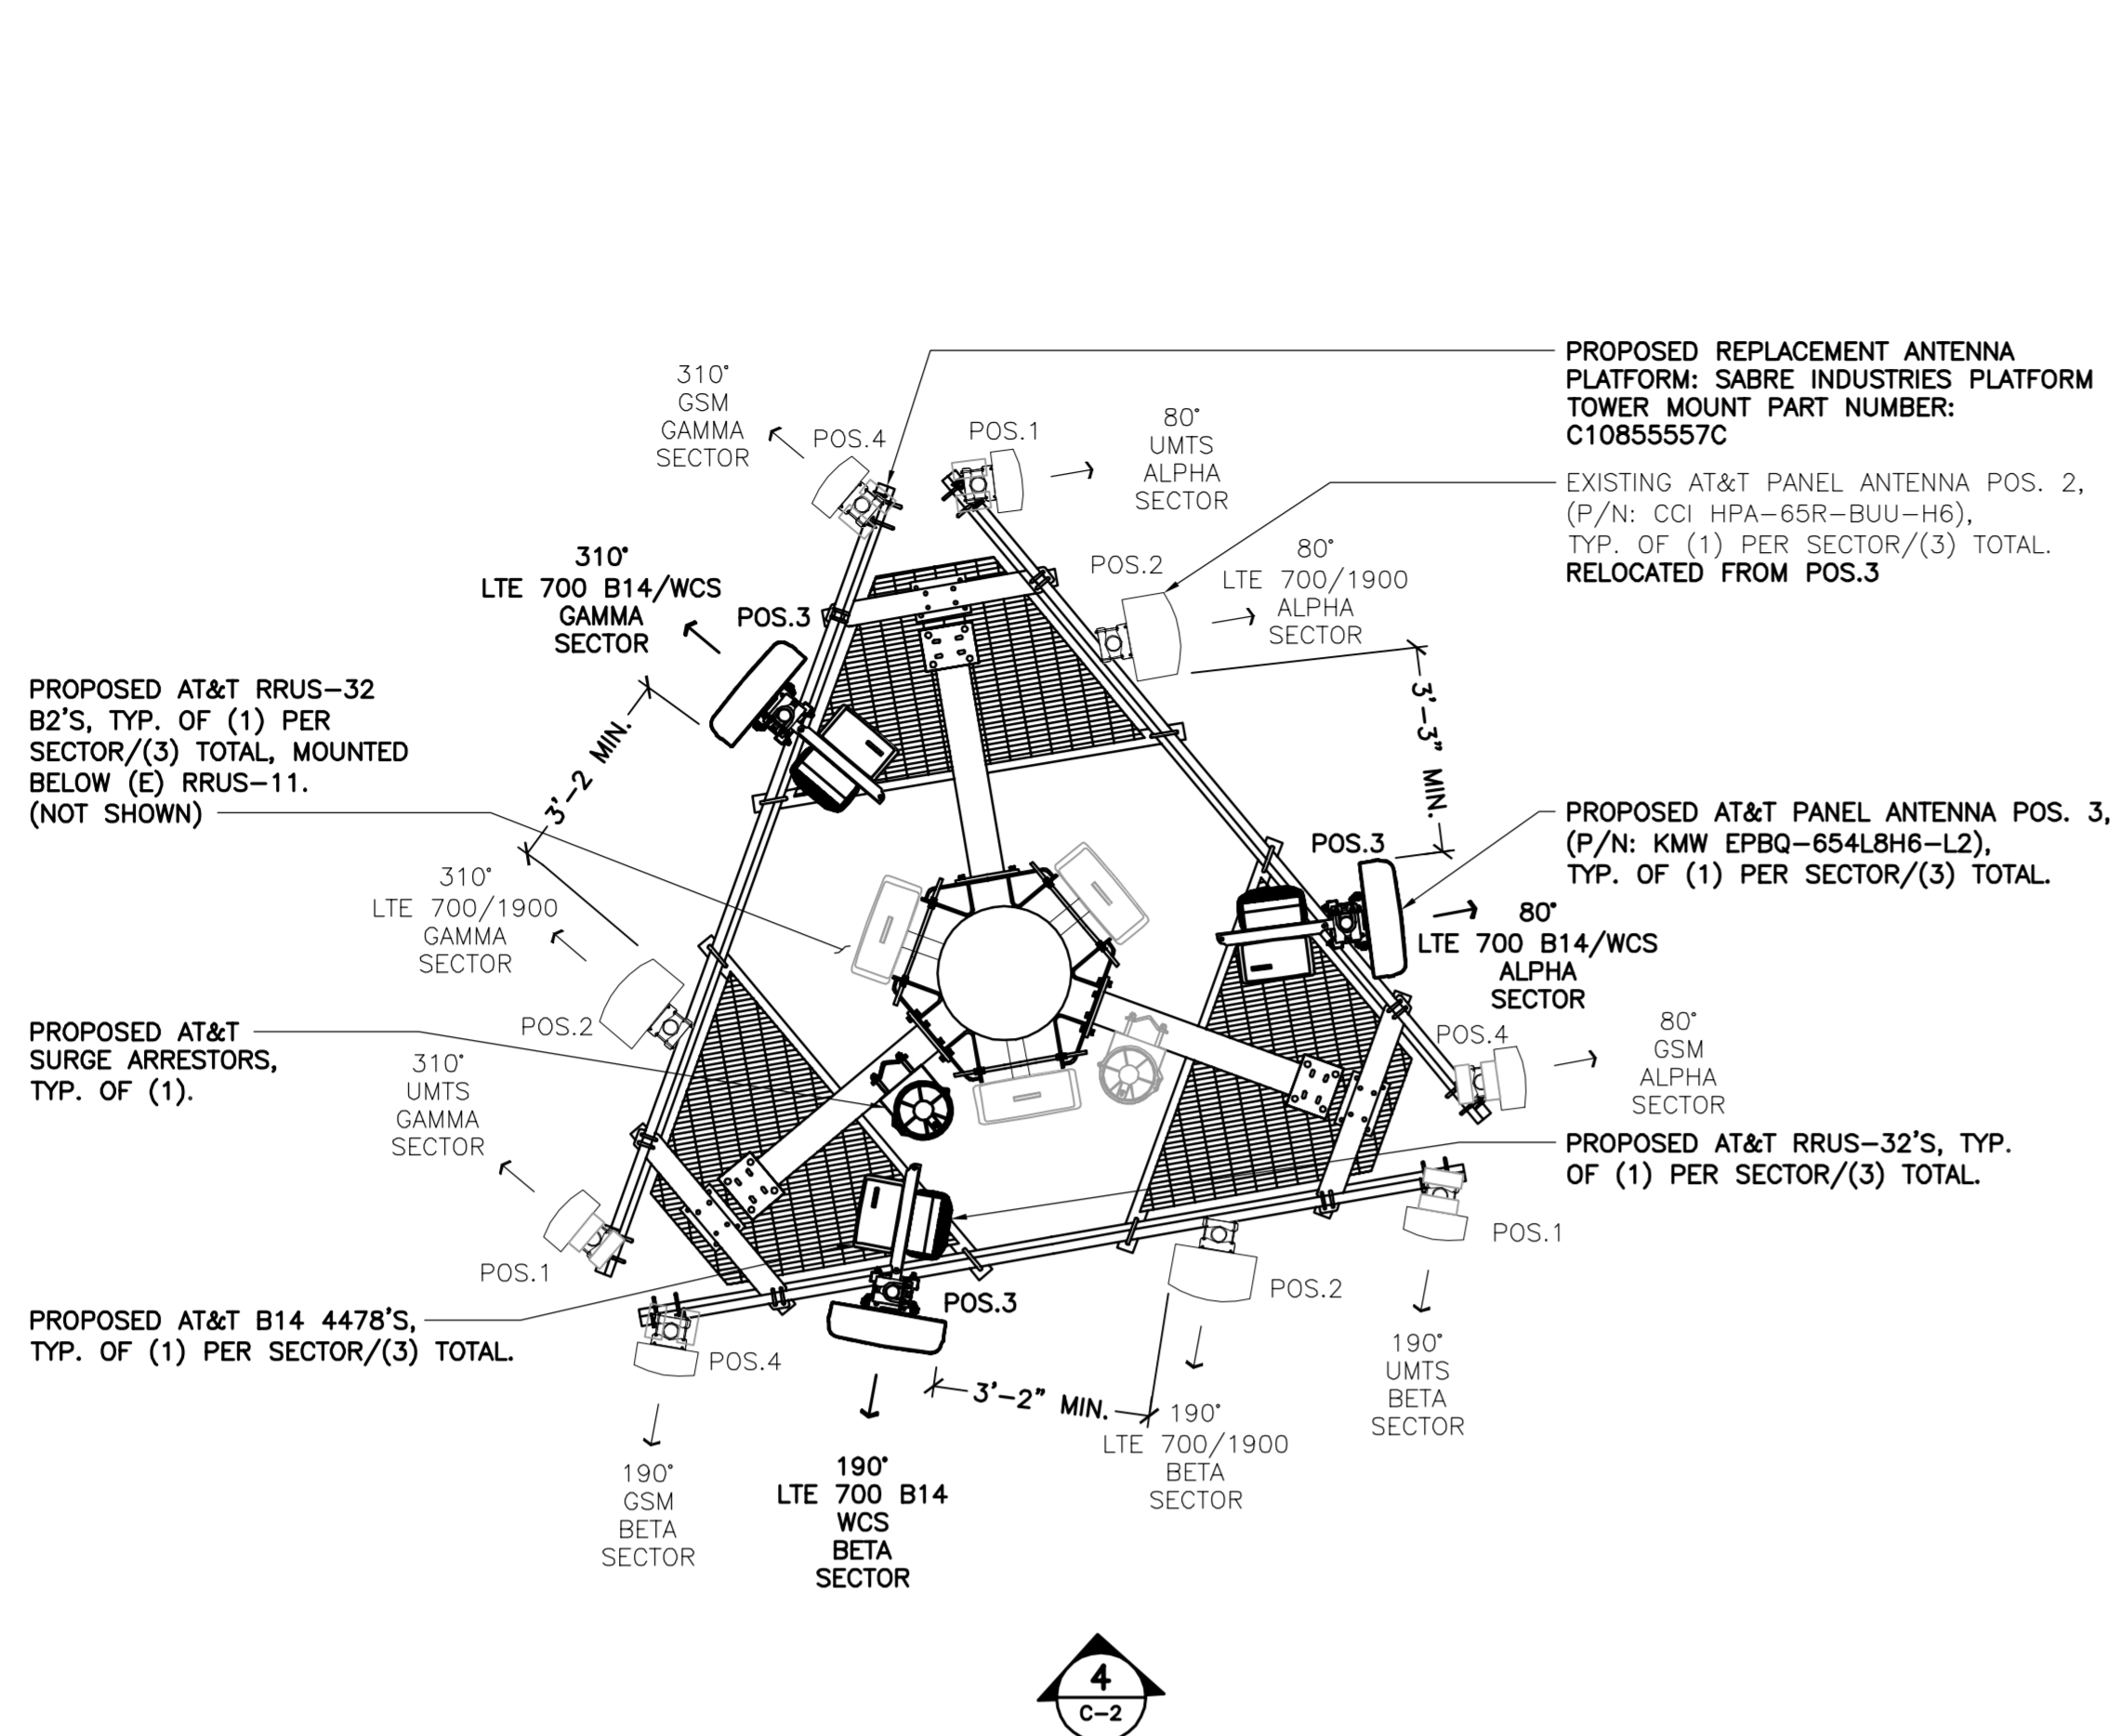 310°
GSM
GAMMA
SECTOR
POS.4
POS.1
80°
UMTS
ALPHA
SECTOR
PROPOSED REPLACEMENT ANTENNA
PLATFORM: SABRE INDUSTRIES PLATFORM
TOWER MOUNT PART NUMBER:
C10855557C
EXISTING AT&T PANEL ANTENNA POS. 2,
(P/N: CCI HPA-65R-BUU-H6),
TYP. OF (1) PER SECTOR/(3) TOTAL.
RELOCATED FROM POS.3
310°
LTE 700 B14/WCS
GAMMA
SECTOR
POS.3
POS.2
80°
LTE 700/1900
ALPHA
SECTOR
3'-3" MIN.
PROPOSED AT&T RRUS-32
B2'S, TYP. OF (1) PER
SECTOR/(3) TOTAL, MOUNTED
BELOW (E) RRUS-11.
(NOT SHOWN)
3'-2 MIN.
POS.3
PROPOSED AT&T PANEL ANTENNA POS. 3,
(P/N: KMW EPBQ-654L8H6-L2),
TYP. OF (1) PER SECTOR/(3) TOTAL.
80°
LTE 700 B14/WCS
ALPHA
SECTOR
310°
LTE 700/1900
GAMMA
SECTOR
POS.2
PROPOSED AT&T
SURGE ARRESTORS,
TYP. OF (1).
310°
UMTS
GAMMA
SECTOR
POS.4
80°
GSM
ALPHA
SECTOR
PROPOSED AT&T RRUS-32'S, TYP.
OF (1) PER SECTOR/(3) TOTAL.
POS.1
POS.1
POS.2
POS.3
PROPOSED AT&T B14 4478'S,
TYP. OF (1) PER SECTOR/(3) TOTAL.
POS.4
3'-2" MIN.
190°
UMTS
BETA
SECTOR
190°
LTE 700/1900
BETA
SECTOR
190°
GSM
BETA
SECTOR
190°
LTE 700 B14
WCS
BETA
SECTOR
4
C-2